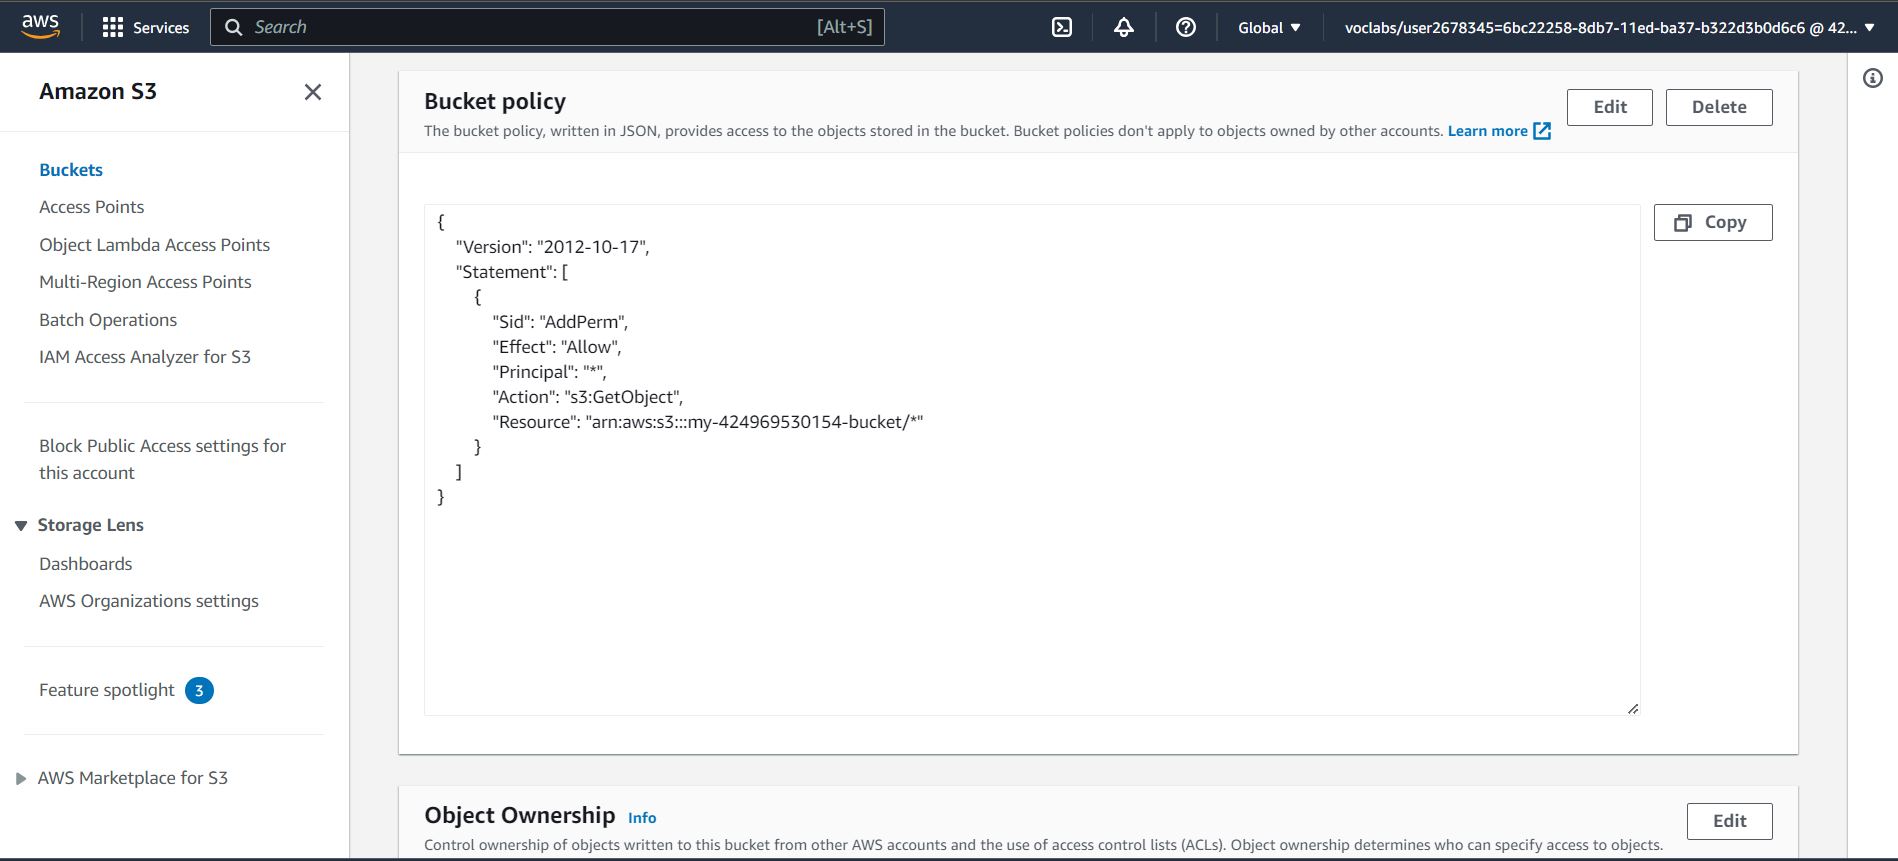 aws Services Search [Alt+S] Global voclabs/user2678345=6bc22258-8db7-11ed-ba37-b322d3b0d6c6 @ 42...
Amazon S3
Buckets
Access Points
Object Lambda Access Points
Multi-Region Access Points
Batch Operations
IAM Access Analyzer for S3
Block Public Access settings for
this account
Storage Lens
Dashboards
AWS Organizations settings
Feature spotlight 3
AWS Marketplace for S3
Bucket policy
Edit Delete
The bucket policy, written in JSON, provides access to the objects stored in the bucket. Bucket policies don't apply to objects owned by other accounts. Learn more
Copy
{
"Version": "2012-10-17",
"Statement": [
{
"Sid": "AddPerm",
"Effect": "Allow",
"Principal": "*",
"Action": "s3:GetObject",
"Resource": "arn:aws:s3:::my-424969530154-bucket/*"
}
]
}
Object Ownership Info
Edit
Control ownership of objects written to this bucket from other AWS accounts and the use of access control lists (ACLs). Object ownership determines who can specify access to objects.